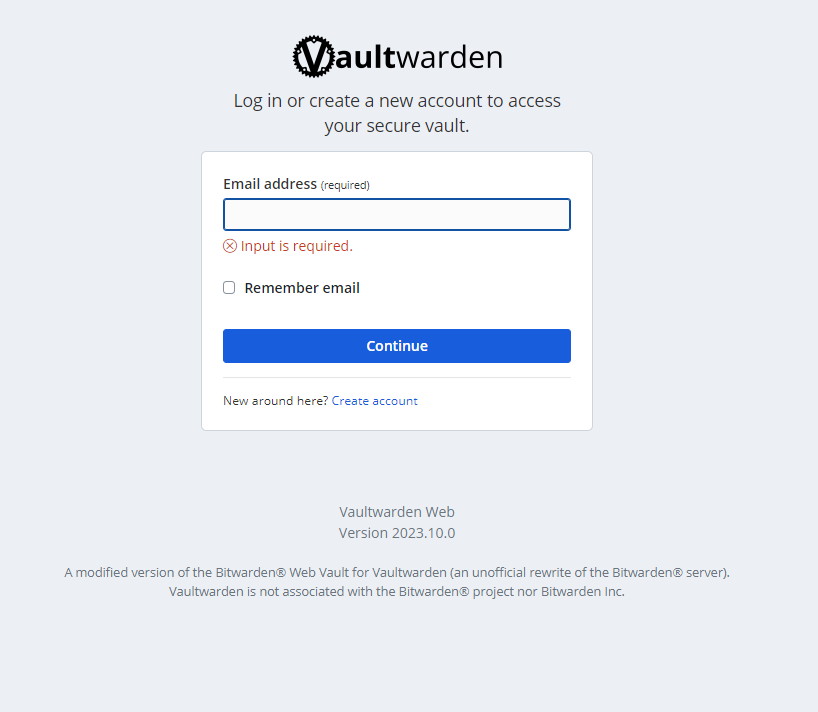 Vaultwarden
Log in or create a new account to access
your secure vault.
Email address (required)
Input is required.
Remember email
Continue
New around here? Create account
Vaultwarden Web
Version 2023.10.0
A modified version of the Bitwarden® Web Vault for Vaultwarden (an unofficial rewrite of the Bitwarden® server).
Vaultwarden is not associated with the Bitwarden® project nor Bitwarden Inc.